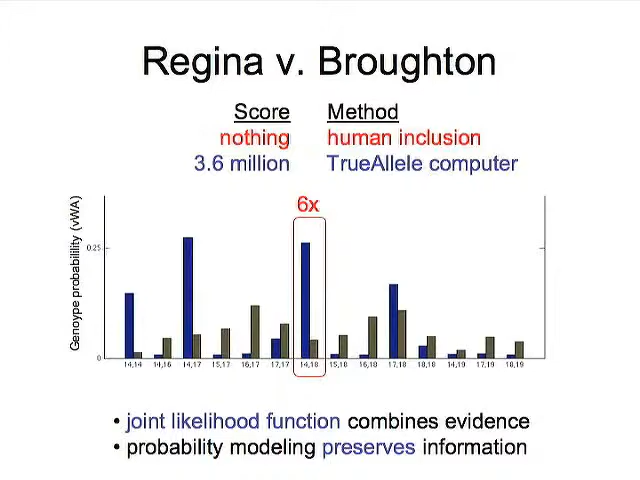 Regina v. Broughton
Score Method
nothing human inclusion
3.6 million TrueAllele computer
6x
Genoype probability (vWA)
0.25
0
14,14 14,16 14,17 15,17 16,17 17,17 14,18 15,18 16,18 17,18 18,18 14,19 17,19 18,19
• joint likelihood function combines evidence
• probability modeling preserves information